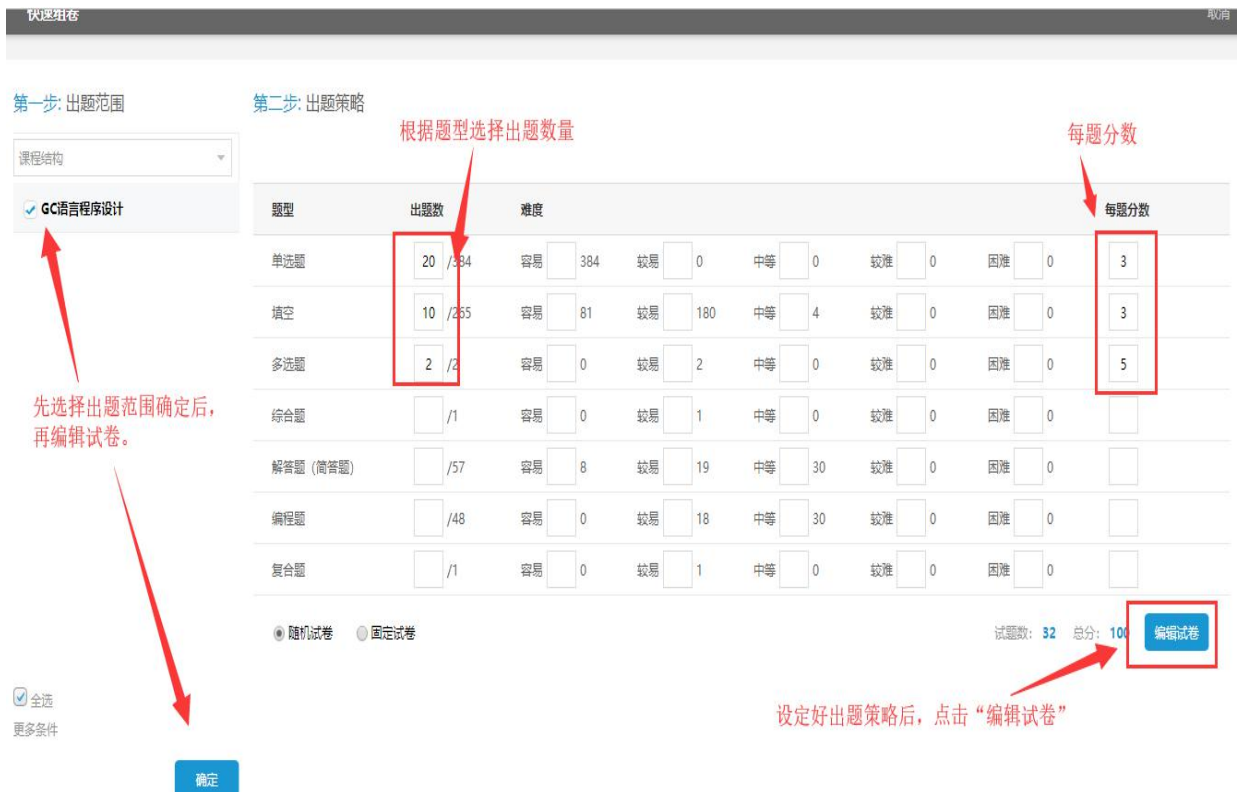 快速组卷
取消
第一步: 出题范围
第二步: 出题策略
根据题型选择出题数量
每题分数
课程结构
GC语言程序设计
题型 出题数 难度 每题分数
单选题 20 /384 容易 384 较易 0 中等 0 较难 0 困难 0 3
填空 10 /265 容易 81 较易 180 中等 4 较难 0 困难 0 3
多选题 2 /2 容易 0 较易 2 中等 0 较难 0 困难 0 5
综合题 /1 容易 0 较易 1 中等 0 较难 0 困难 0
解答题 (简答题) /57 容易 8 较易 19 中等 30 较难 0 困难 0
编程题 /48 容易 0 较易 18 中等 30 较难 0 困难 0
复合题 /1 容易 0 较易 1 中等 0 较难 0 困难 0
先选择出题范围确定后，
再编辑试卷。
随机试卷 固定试卷
试题数: 32 总分: 100 编辑试卷
设定好出题策略后，点击“编辑试卷”
全选
更多条件
确定